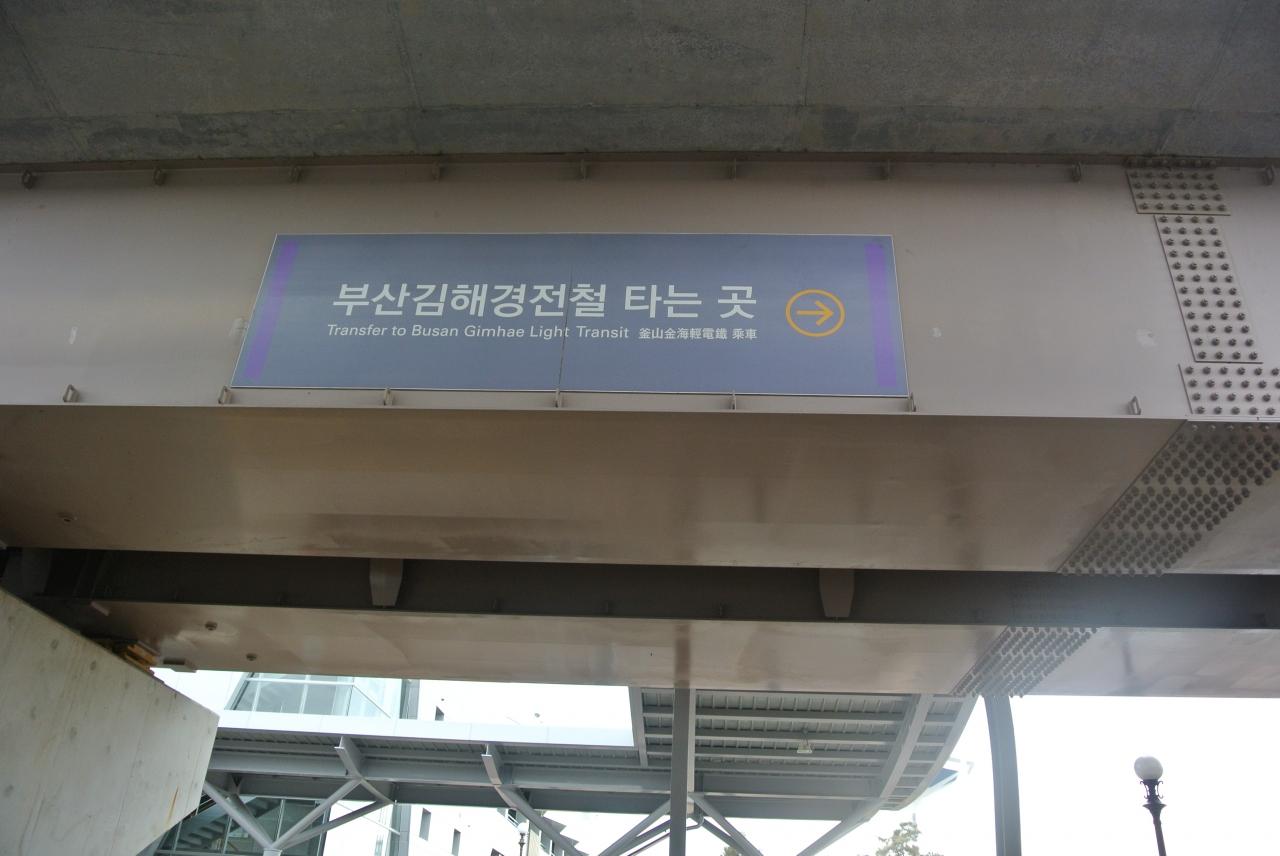 부산김해경전철 타는 곳
Transfer to Busan Gimhae Light Transit 釜山金海輕電鐵 乘車